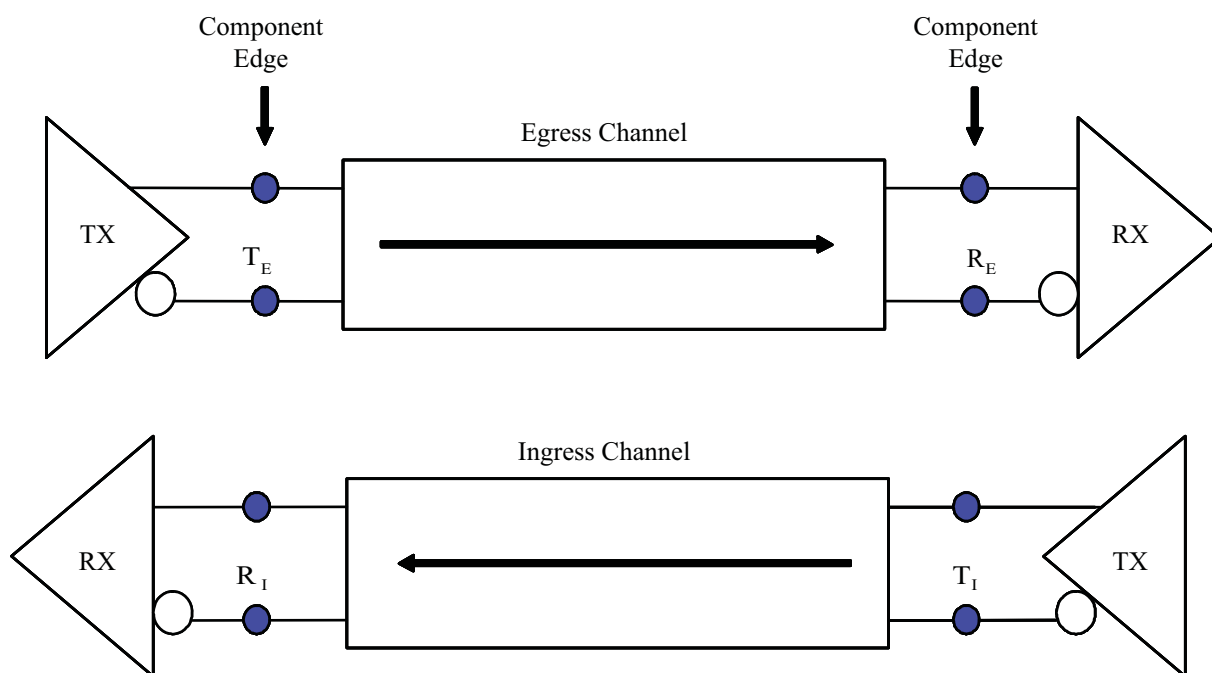 Component
Edge
Component
Edge
Egress Channel
TX
RX
T_E
R_E
Ingress Channel
RX
TX
R_I
T_I